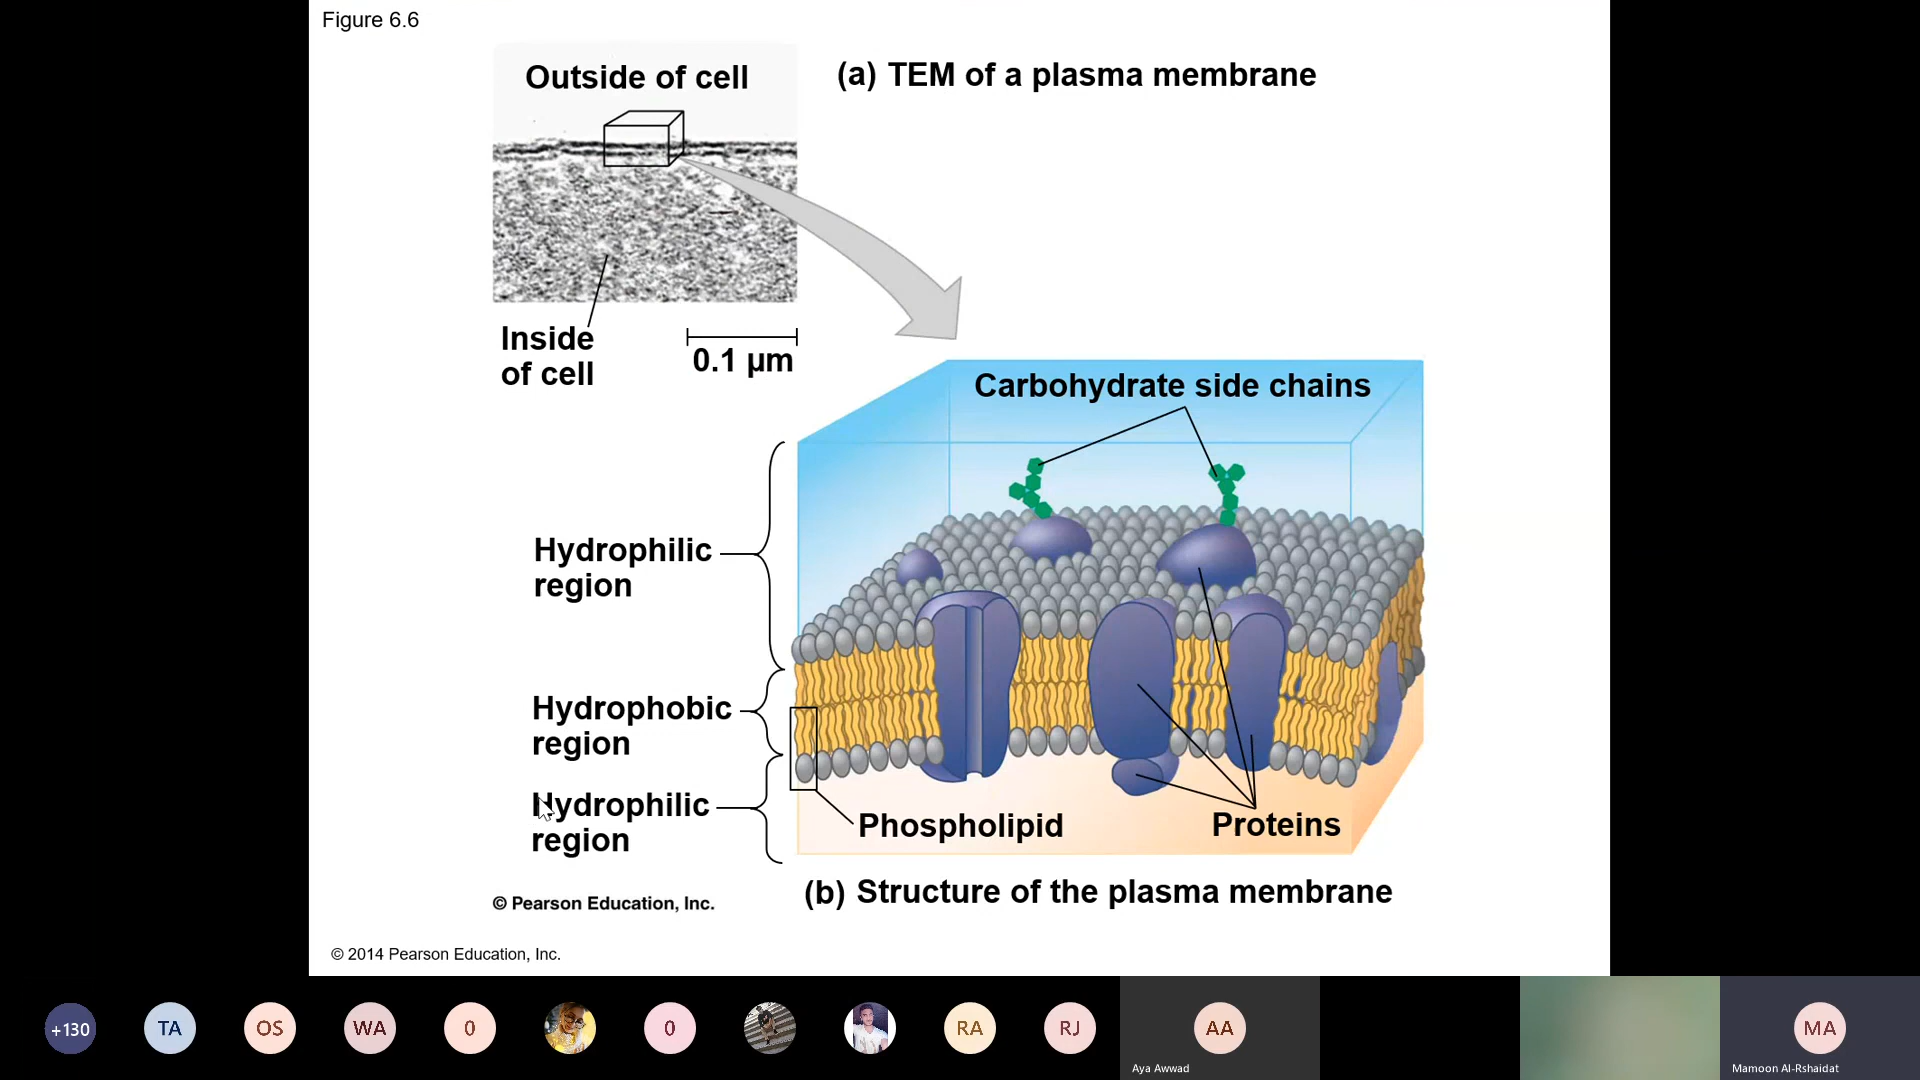 Figure 6.6
Outside of cell
(a) TEM of a plasma membrane
Inside
of cell
0.1 µm
Carbohydrate side chains
Hydrophilic
region
Hydrophobic
region
Hydrophilic
region
Phospholipid
Proteins
(b) Structure of the plasma membrane
© Pearson Education, Inc.
© 2014 Pearson Education, Inc.
+130
TA
OS
WA
0
0
RA
RJ
AA
MA
Aya Awwad
Mamoon Al-Rshaidat